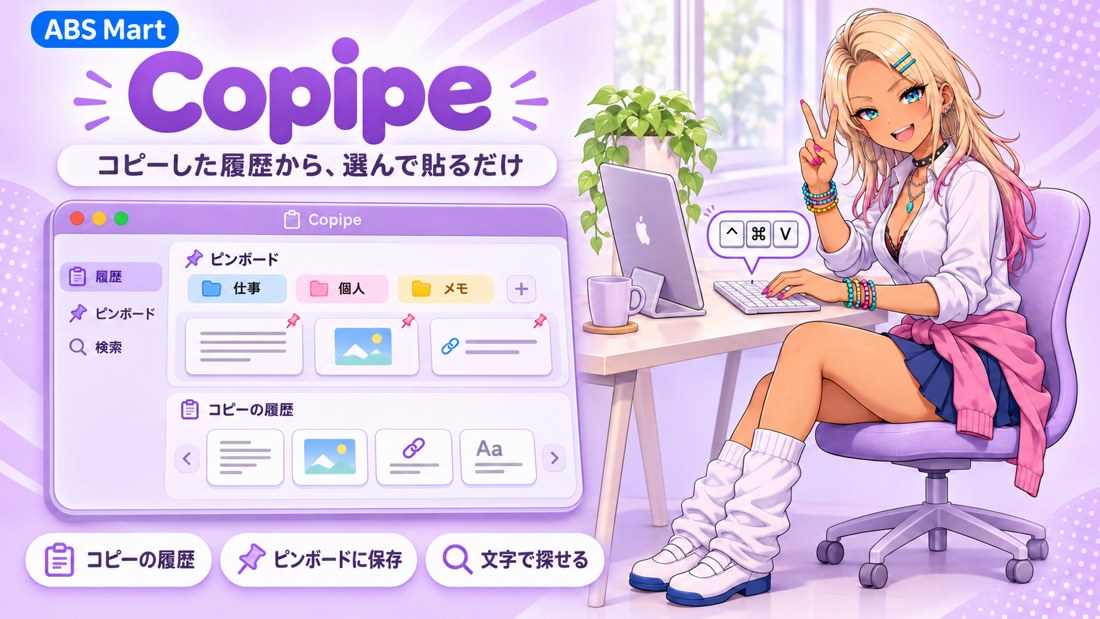 ABS Mart
Copipe
コピーした履歴から、選んで貼るだけ
Copipe
履歴
ピンボード
検索
ピンボード
仕事
個人
メモ
+
コピーの履歴
Aa
^ ⌘ V
コピーの履歴
ピンボードに保存
文字で探せる